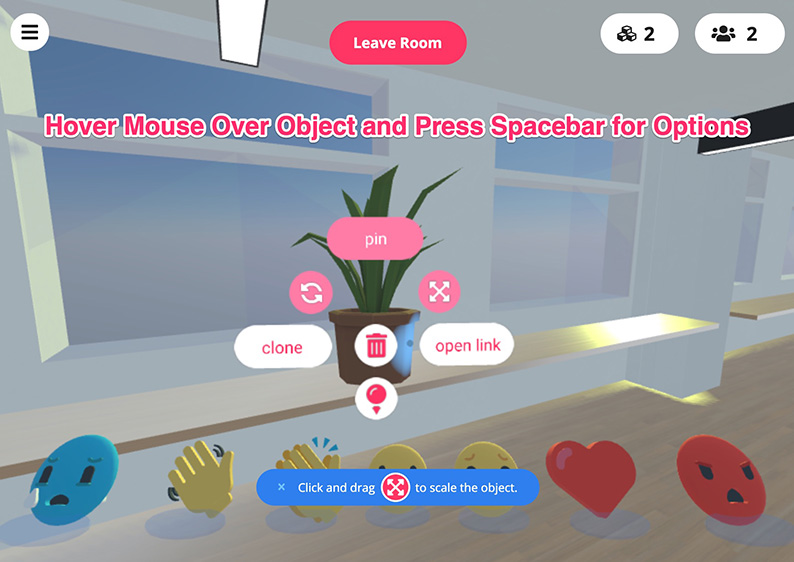 Leave Room
2
2
Hover Mouse Over Object and Press Spacebar for Options
pin
clone
open link
× Click and drag to scale the object.